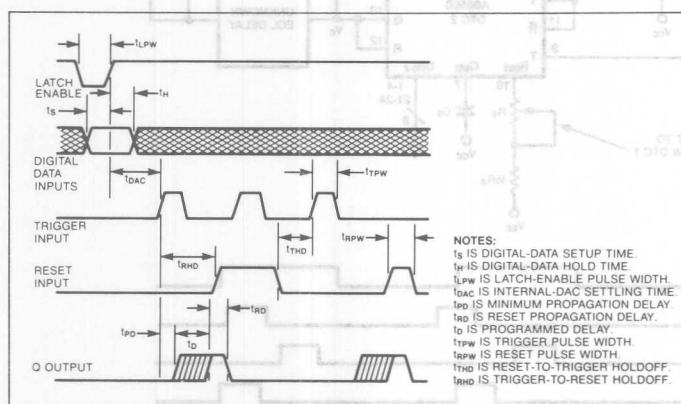 tLPW
LATCH
ENABLE
tS
tH
DIGITAL
DATA
INPUTS
tDAC
tTPW
TRIGGER
INPUT
tRHD
tTHD
tRPW
RESET
INPUT
tPD
tD
tRD
Q OUTPUT
NOTES:
tS IS DIGITAL-DATA SETUP TIME.
tH IS DIGITAL-DATA HOLD TIME.
tLPW IS LATCH-ENABLE PULSE WIDTH.
tDAC IS INTERNAL-DAC SETTLING TIME.
tPD IS MINIMUM PROPAGATION DELAY.
tRD IS RESET PROPAGATION DELAY.
tD IS PROGRAMMED DELAY.
tTPW IS TRIGGER PULSE WIDTH.
tRPW IS RESET PULSE WIDTH.
tTHD IS RESET-TO-TRIGGER HOLDOFF.
tRHD IS TRIGGER-TO-RESET HOLDOFF.